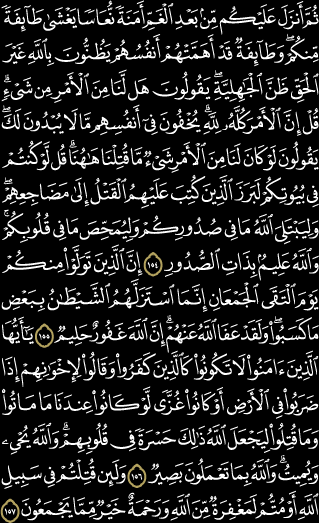 ثُمَّ أَنزَلَ عَلَيْكُم مِّنۢ بَعْدِ ٱلْغَمِّ أَمَنَةً نُّعَاسًا يَغْشَىٰ طَآئِفَةً
مِّنكُمْ ۖ وَطَآئِفَةٌ قَدْ أَهَمَّتْهُمْ أَنفُسُهُمْ يَظُنُّونَ بِٱللَّهِ غَيْرَ
ٱلْحَقِّ ظَنَّ ٱلْجَٰهِلِيَّةِ ۖ يَقُولُونَ هَل لَّنَا مِنَ ٱلْأَمْرِ مِن شَىْءٍ ۗ
قُلْ إِنَّ ٱلْأَمْرَ كُلَّهُۥ لِلَّهِ ۗ يُخْفُونَ فِىٓ أَنفُسِهِم مَّا لَا يُبْدُونَ لَكَ ۖ
يَقُولُونَ لَوْ كَانَ لَنَا مِنَ ٱلْأَمْرِ شَىْءٌ مَّا قُتِلْنَا هَٰهُنَا ۗ قُل لَّوْ كُنتُمْ
فِى بُيُوتِكُمْ لَبَرَزَ ٱلَّذِينَ كُتِبَ عَلَيْهِمُ ٱلْقَتْلُ إِلَىٰ مَضَاجِعِهِمْ ۖ
وَلِيَبْتَلِىَ ٱللَّهُ مَا فِى صُدُورِكُمْ وَلِيُمَحِّصَ مَا فِى قُلُوبِكُمْ ۗ
وَٱللَّهُ عَلِيمٌۢ بِذَاتِ ٱلصُّدُورِ ١٥٤ إِنَّ ٱلَّذِينَ تَوَلَّوْا۟ مِنكُمْ
يَوْمَ ٱلْتَقَى ٱلْجَمْعَانِ إِنَّمَا ٱسْتَزَلَّهُمُ ٱلشَّيْطَٰنُ بِبَعْضِ
مَا كَسَبُوا۟ ۖ وَلَقَدْ عَفَا ٱللَّهُ عَنْهُمْ ۗ إِنَّ ٱللَّهَ غَفُورٌ حَلِيمٌ ١٥٥ يَٰٓأَيُّهَا
ٱلَّذِينَ ءَامَنُوا۟ لَا تَكُونُوا۟ كَٱلَّذِينَ كَفَرُوا۟ وَقَالُوا۟ لِإِخْوَٰنِهِمْ إِذَا
ضَرَبُوا۟ فِى ٱلْأَرْضِ أَوْ كَانُوا۟ غُزًّى لَّوْ كَانُوا۟ عِندَنَا مَا مَاتُوا۟
وَمَا قُتِلُوا۟ لِيَجْعَلَ ٱللَّهُ ذَٰلِكَ حَسْرَةً فِى قُلُوبِهِمْ ۗ وَٱللَّهُ يُحْىِۦ
وَيُمِيتُ ۗ وَٱللَّهُ بِمَا تَعْمَلُونَ بَصِيرٌ ١٥٦ وَلَئِن قُتِلْتُمْ فِى سَبِيلِ
ٱللَّهِ أَوْ مُتُّمْ لَمَغْفِرَةٌ مِّنَ ٱللَّهِ وَرَحْمَةٌ خَيْرٌ مِّمَّا يَجْمَعُونَ ١٥٧